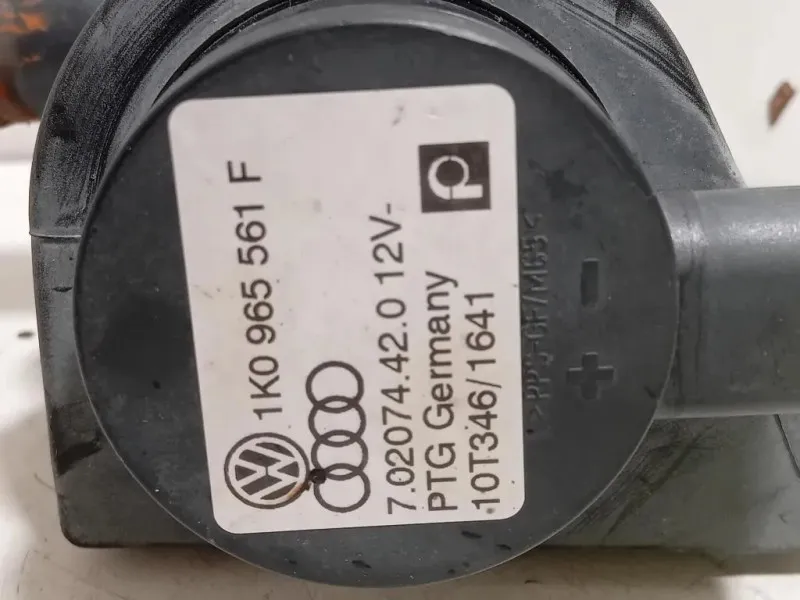 1K0 965 561 F
7.02074.42.0 12V-
PTG Germany
10T346/1641
- +